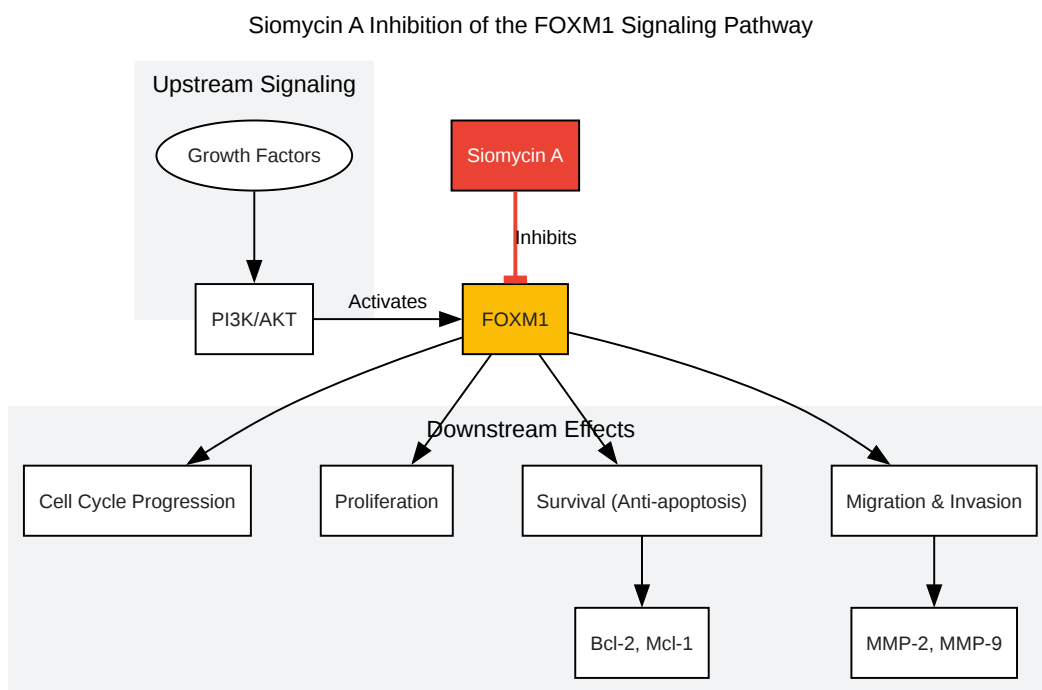 Siomycin A Inhibition of the FOXM1 Signaling Pathway
Upstream Signaling
Growth Factors
Siomycin A
Inhibits
PI3K/AKT
Activates
FOXM1
Downstream Effects
Cell Cycle Progression
Proliferation
Survival (Anti-apoptosis)
Migration & Invasion
Bcl-2, Mcl-1
MMP-2, MMP-9